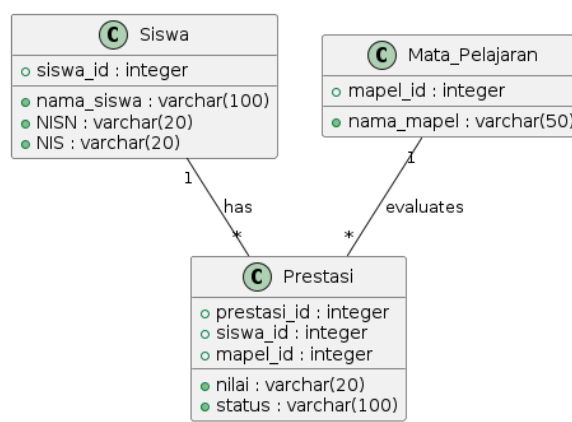 C Siswa
siswa_id : integer
nama_siswa : varchar(100)
NISN : varchar(20)
NIS : varchar(20)
C Mata_Pelajaran
mapel_id : integer
nama_mapel : varchar(50)
1
has
*
1
evaluates
*
C Prestasi
prestasi_id : integer
siswa_id : integer
mapel_id : integer
nilai : varchar(20)
status : varchar(100)